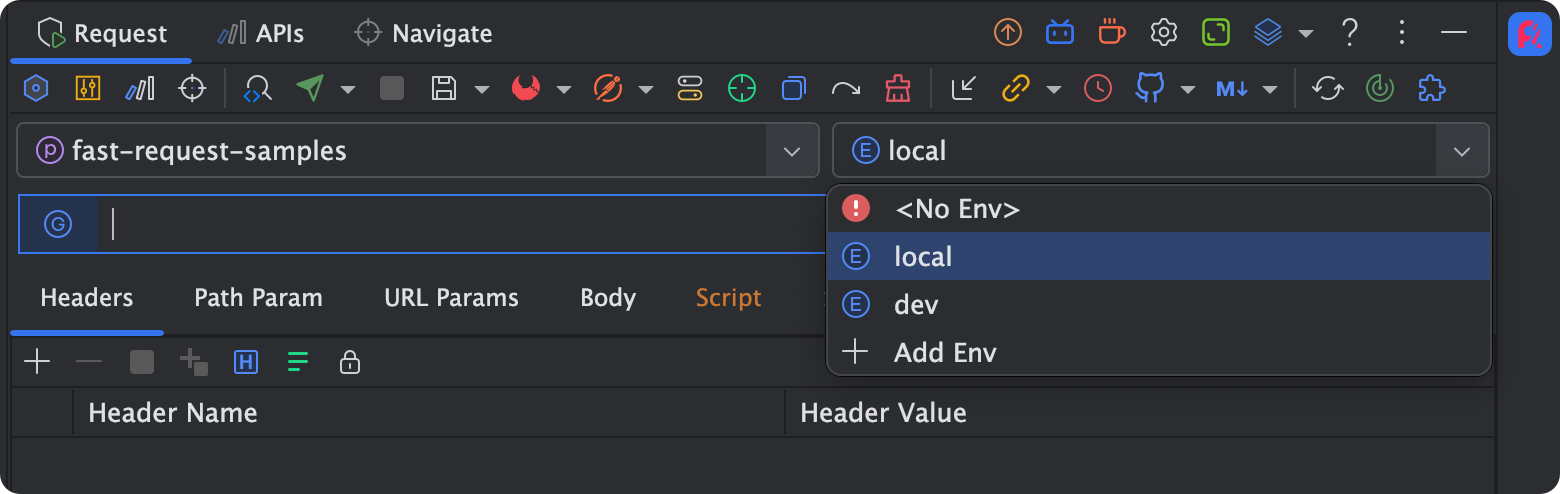 Request APIs Navigate ?
M↓
P fast-request-samples E local
G <No Env>
E local
Headers Path Param URL Params Body Script E dev
H Add Env
Header Name Header Value